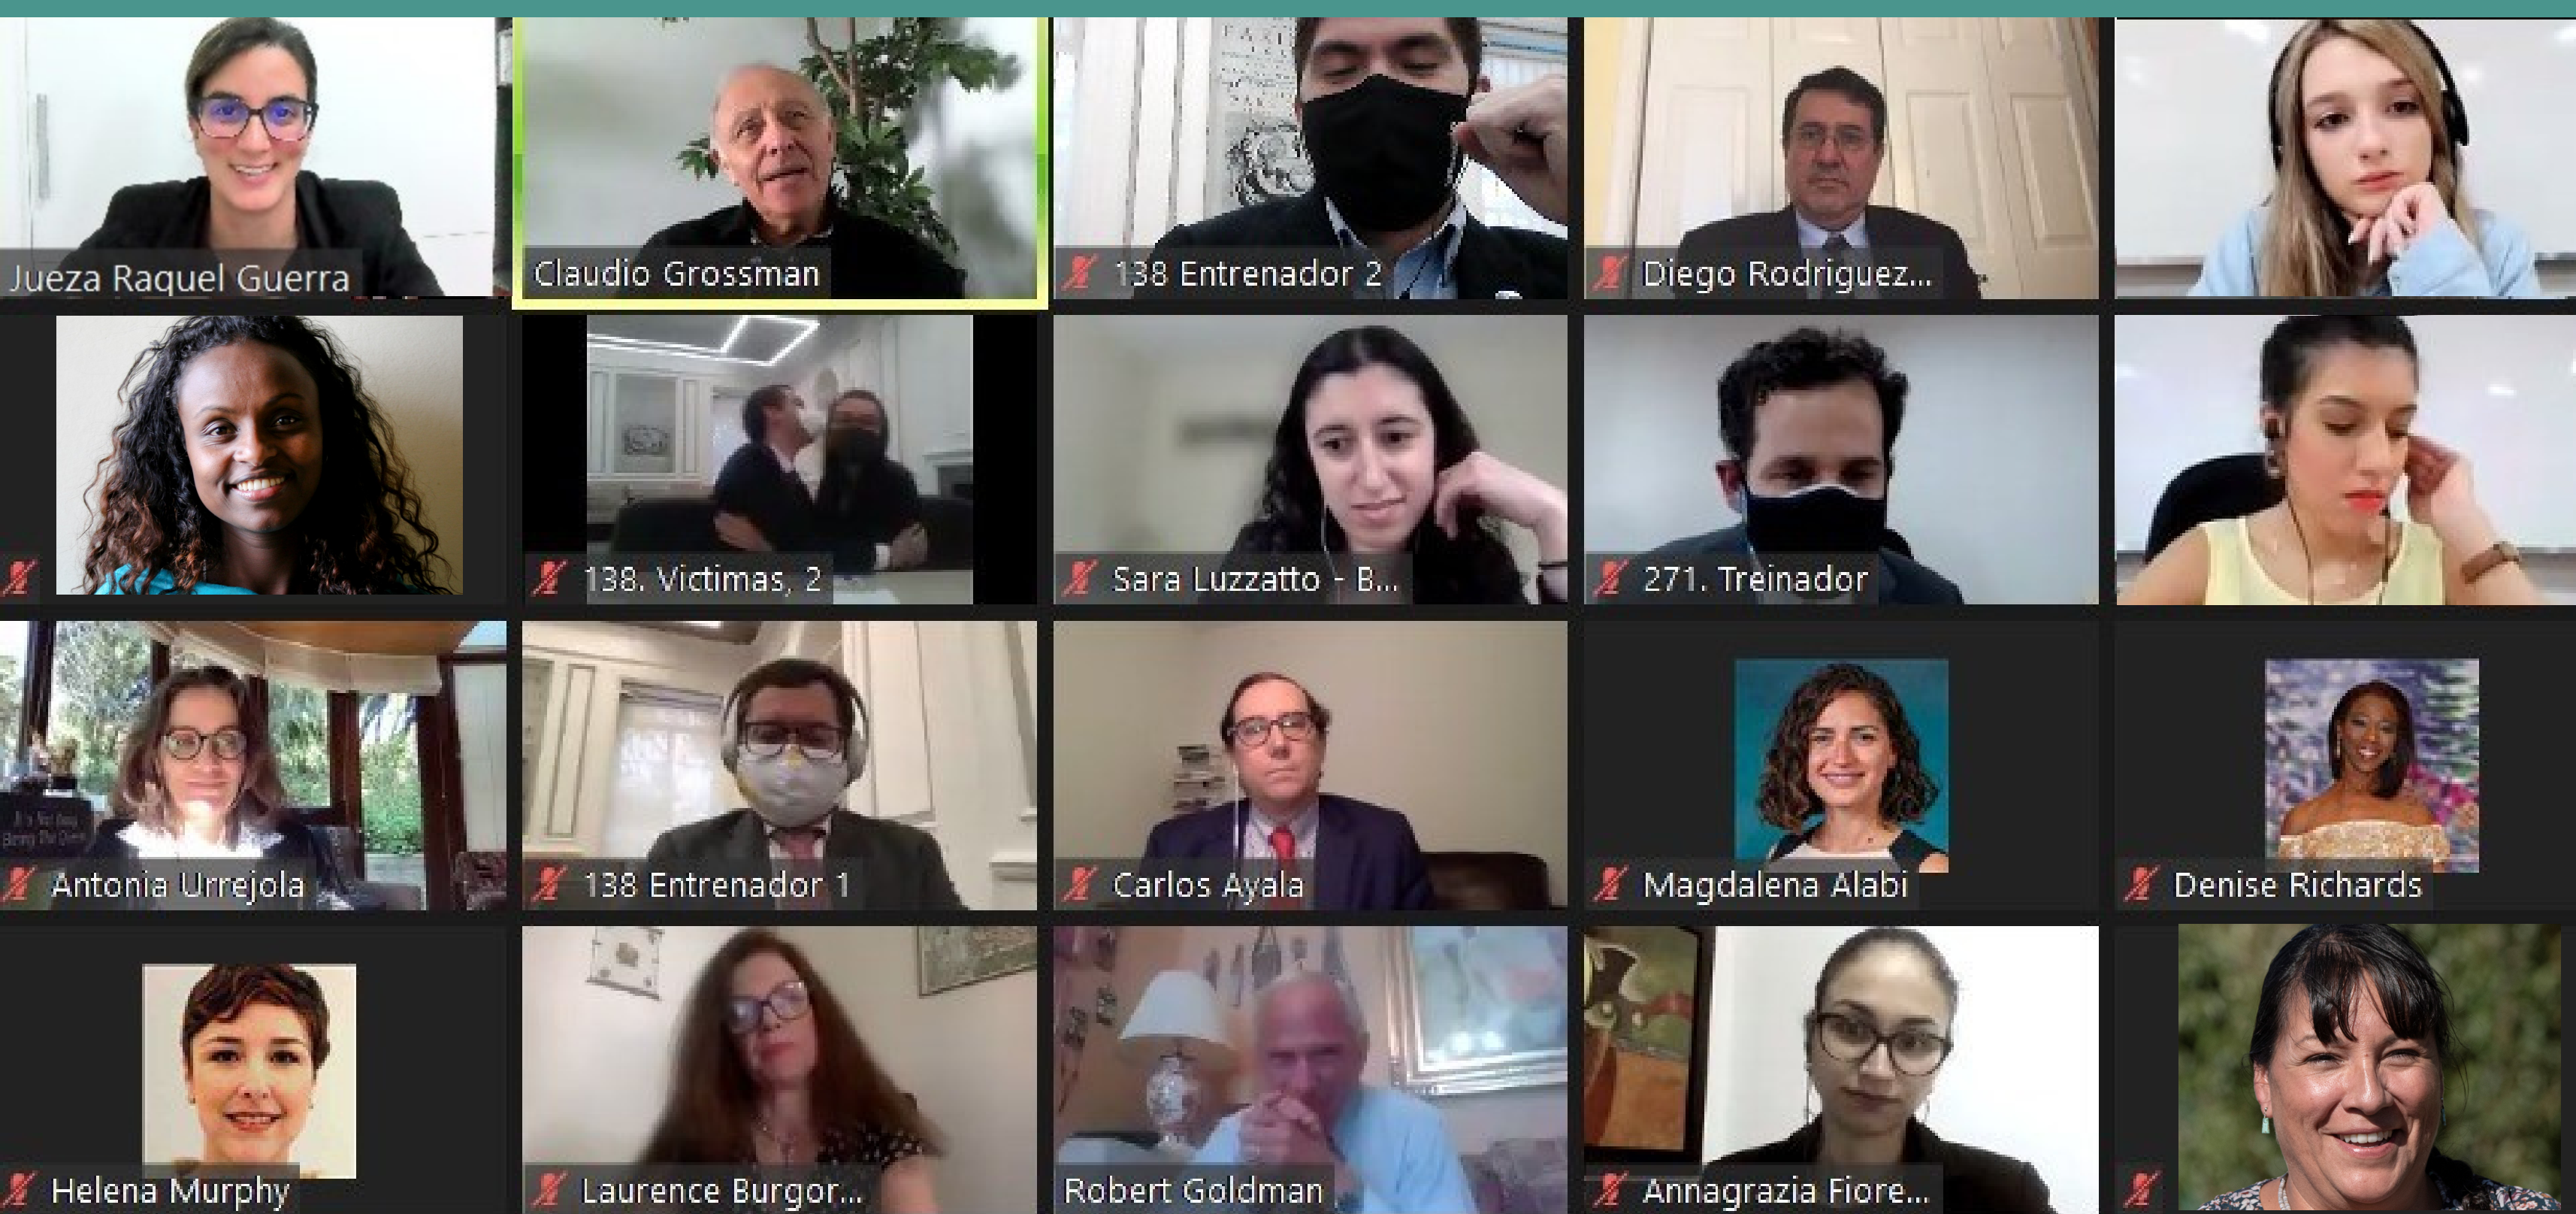 Jueza Raquel Guerra
Claudio Grossman
138 Entrenador 2
Diego Rodriguez...
138. Victimas, 2
Sara Luzzatto - B...
271. Treinador
Antonia Urrejola
138 Entrenador 1
Carlos Ayala
Magdalena Alabi
Denise Richards
Helena Murphy
Laurence Burgor...
Robert Goldman
Annagrazia Fiore...